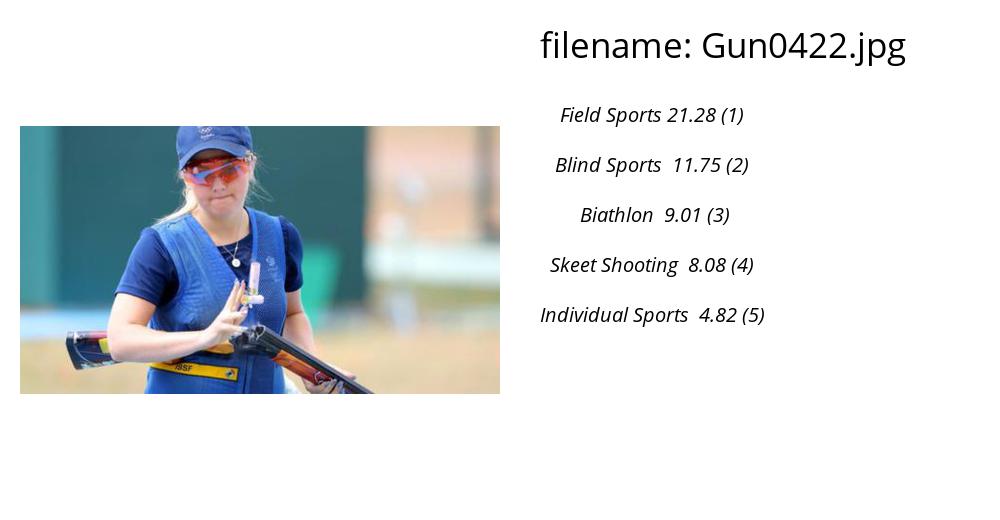 filename: Gun0422.jpg
Field Sports 21.28 (1)
Blind Sports 11.75 (2)
Biathlon 9.01 (3)
Skeet Shooting 8.08 (4)
Individual Sports 4.82 (5)
ISSF